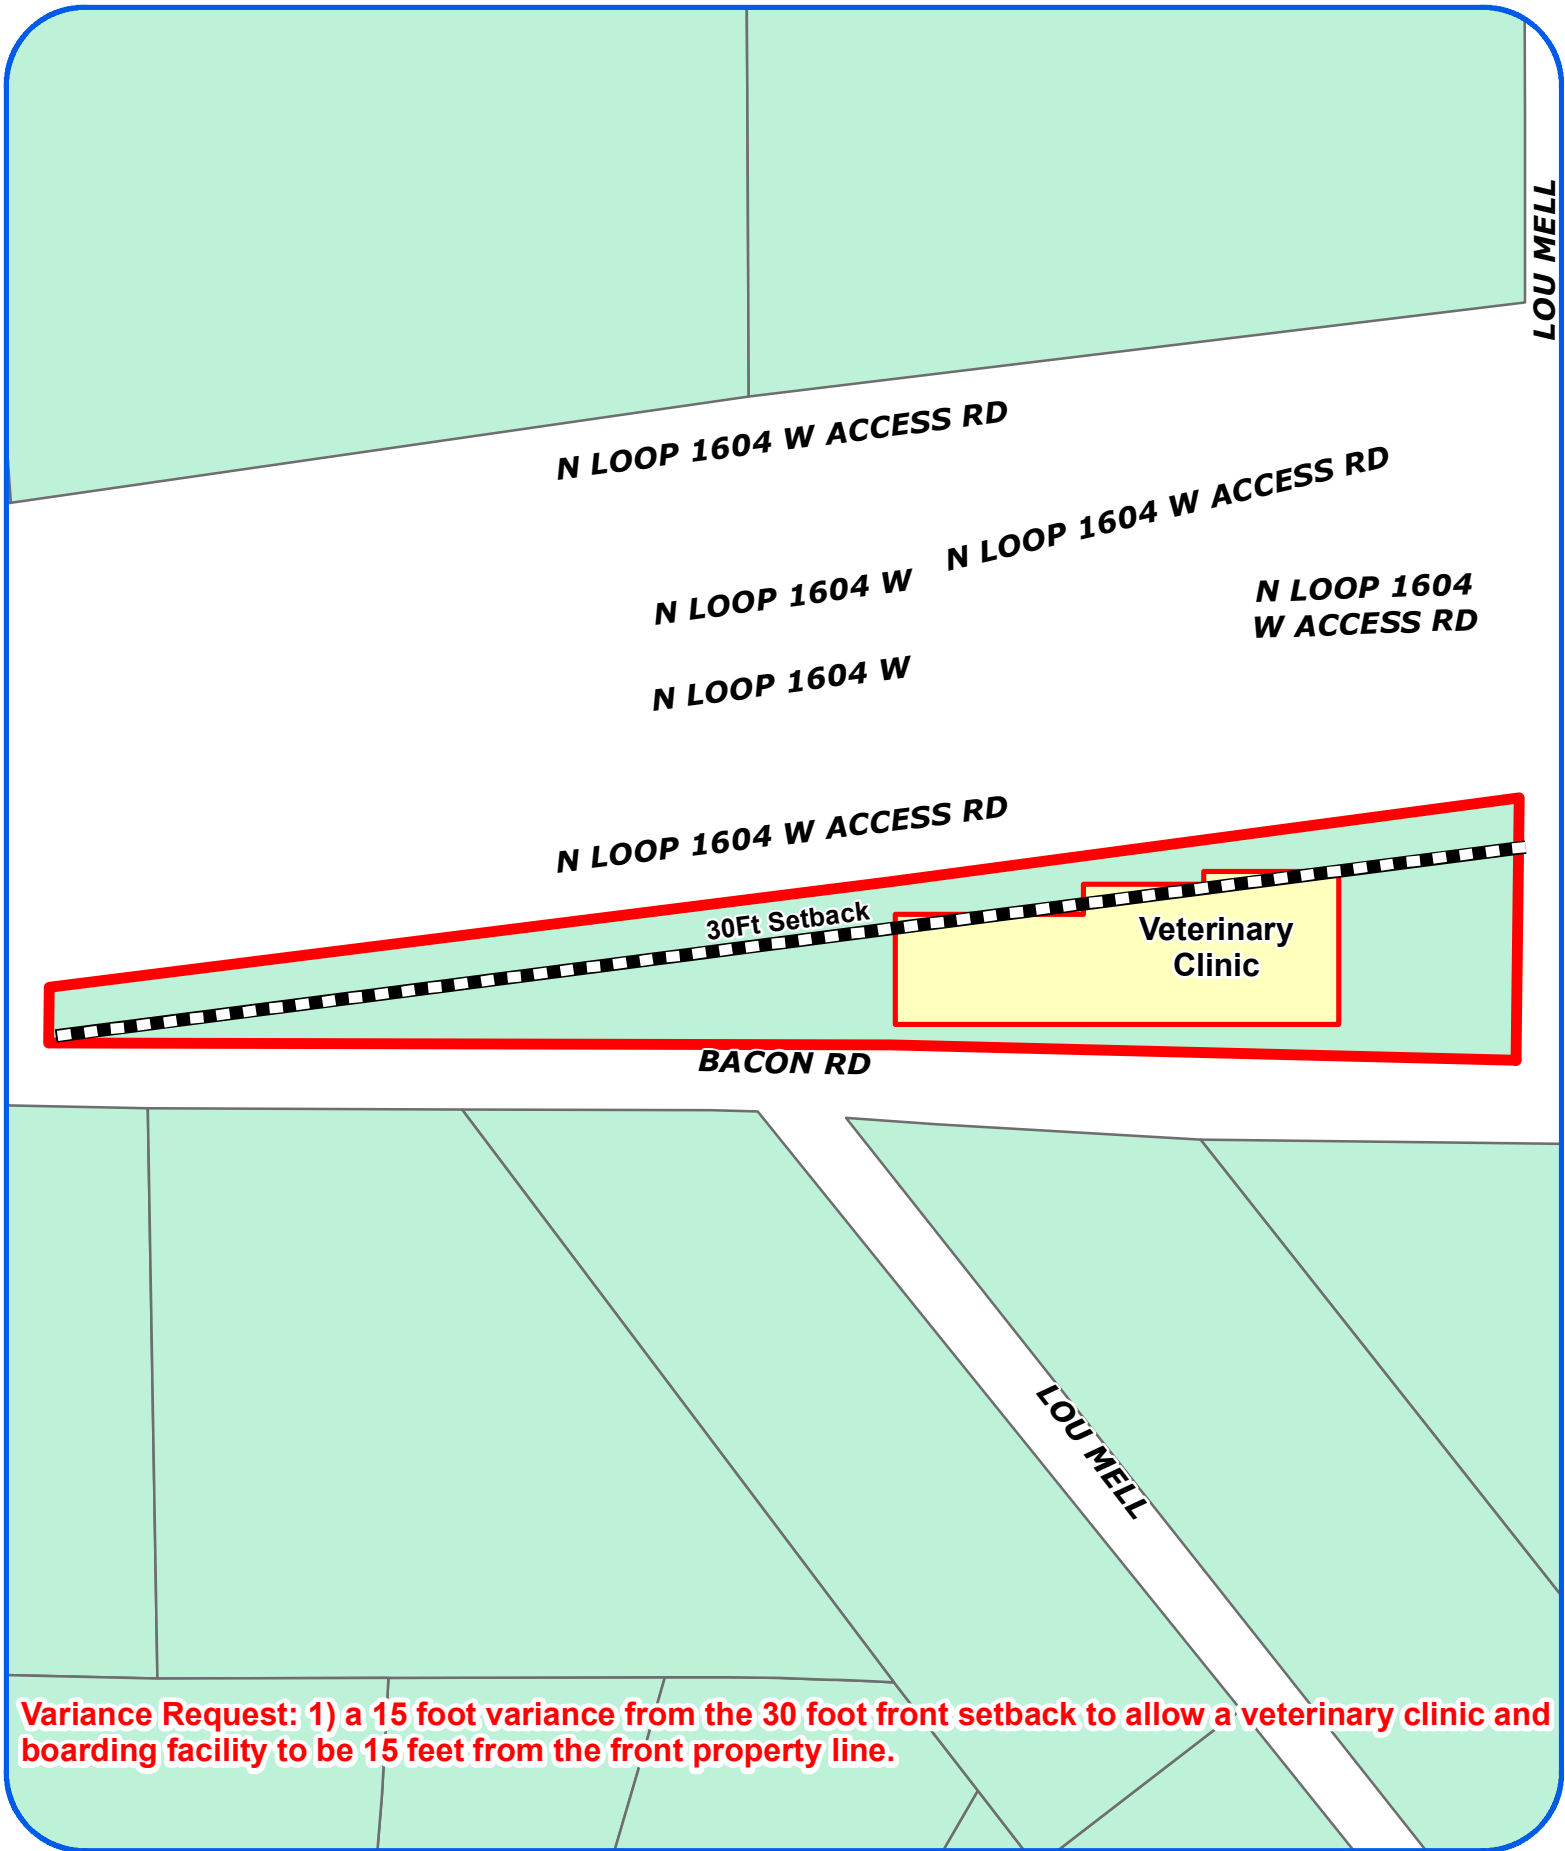 LOU MELL
N LOOP 1604 W ACCESS RD
N LOOP 1604 W ACCESS RD
N LOOP 1604 W
N LOOP 1604
W ACCESS RD
N LOOP 1604 W
N LOOP 1604 W ACCESS RD
30Ft Setback
Veterinary
Clinic
BACON RD
LOU MELL
Variance Request: 1) a 15 foot variance from the 30 foot front setback to allow a veterinary clinic and
boarding facility to be 15 feet from the front property line.